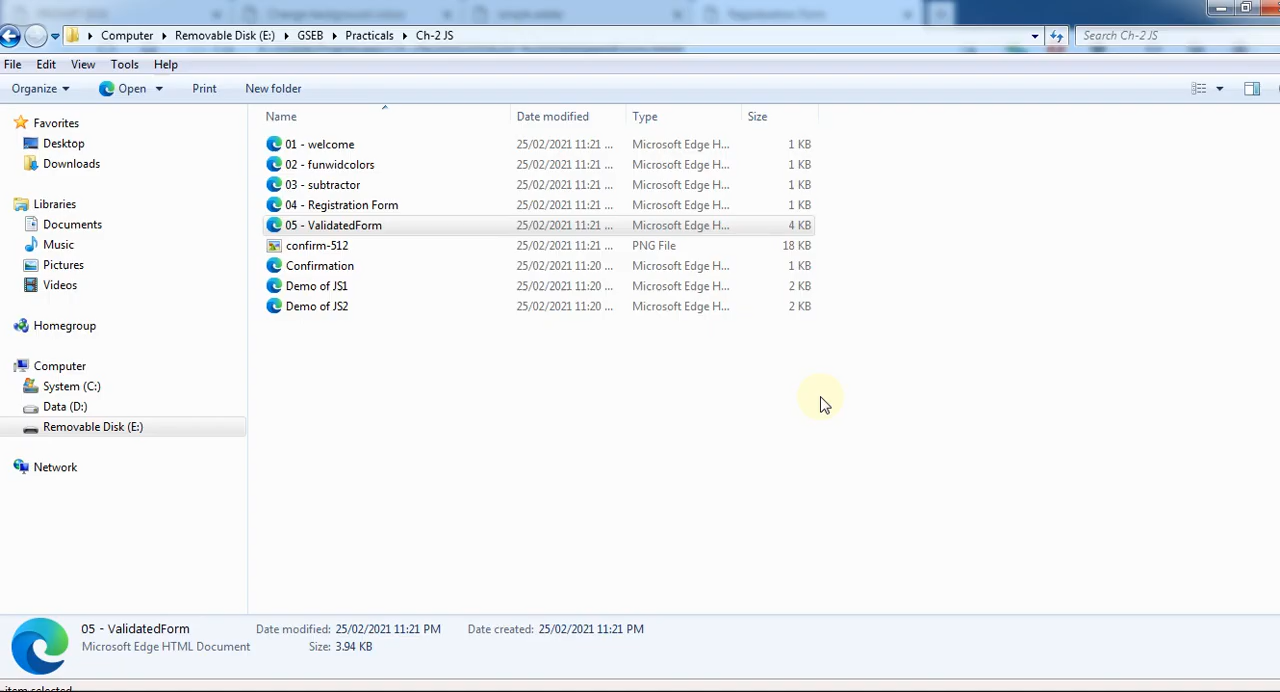 Computer Removable Disk (E:) GSEB Practicals Ch-2 JS Search Ch-2 JS
File Edit View Tools Help
Organize Open Print New folder
Name Date modified Type Size
Favorites
Desktop
Downloads
Libraries
Documents
Music
Pictures
Videos
Homegroup
Computer
System (C:)
Data (D:)
Removable Disk (E:)
Network
01 - welcome 25/02/2021 11:21 ... Microsoft Edge H... 1 KB
02 - funwidcolors 25/02/2021 11:21 ... Microsoft Edge H... 1 KB
03 - subtractor 25/02/2021 11:21 ... Microsoft Edge H... 1 KB
04 - Registration Form 25/02/2021 11:21 ... Microsoft Edge H... 1 KB
05 - ValidatedForm 25/02/2021 11:21 ... Microsoft Edge H... 4 KB
confirm-512 25/02/2021 11:21 ... PNG File 18 KB
Confirmation 25/02/2021 11:20 ... Microsoft Edge H... 1 KB
Demo of JS1 25/02/2021 11:20 ... Microsoft Edge H... 2 KB
Demo of JS2 25/02/2021 11:20 ... Microsoft Edge H... 2 KB
05 - ValidatedForm Date modified: 25/02/2021 11:21 PM Date created: 25/02/2021 11:21 PM
Microsoft Edge HTML Document Size: 3.94 KB
item selected